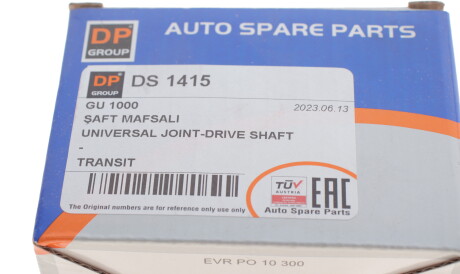 DP
GROUP
AUTO SPARE PARTS
DP
GROUP
DS 1415
GU 1000
2023.06.13
ŞAFT MAFSALI
UNIVERSAL JOINT-DRIVE SHAFT
-
TRANSIT
TÜV
AUSTRIA
EAC
Auto Spare Parts
The Original numbers are for reference only use only
EVR PO 10 300